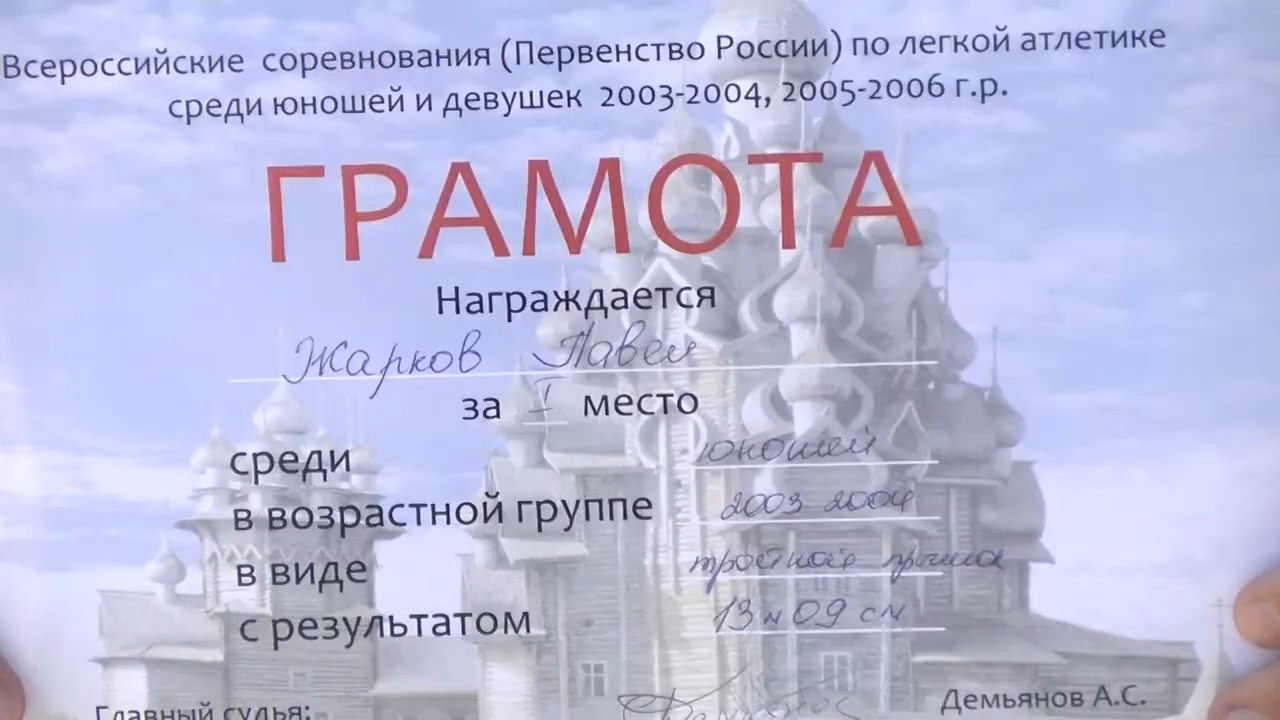 Всероссийские соревнования (Первенство России) по легкой атлетике
среди юношей и девушек 2003-2004, 2005-2006 г.р.
ГРАМОТА
Награждается
Жарков Павел
за I место
среди юношей
в возрастной группе 2003 2004
в виде тройной прыжок
с результатом 13 м 09 см
Главный судья: Демьянов А.С.